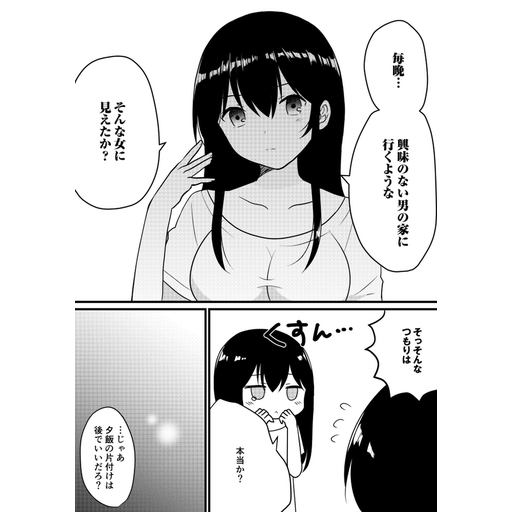 毎晩…
興味のない男の家に
行くような
そんな女に
見えたか？
そっそんな
つもりは
くすん…
本当か？
…じゃあ
夕飯の片付けは
後でいいだろ？